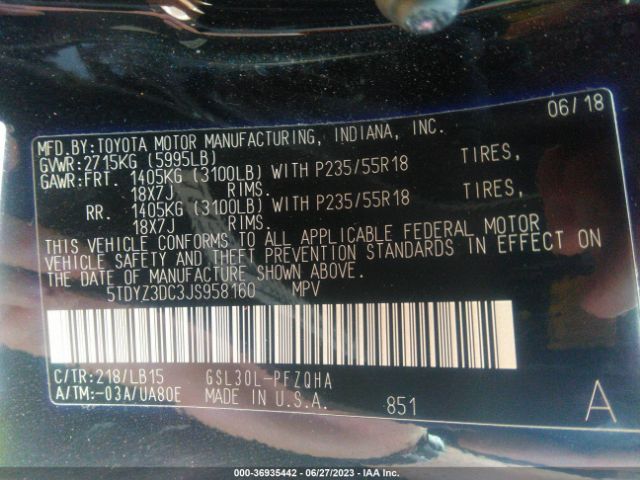 06/18
MFD.BY:TOYOTA MOTOR MANUFACTURING, INDIANA, INC.
GVWR:2715KG (5995LB)
GAWR:FRT. 1405KG (3100LB) WITH P235/55R18 TIRES,
18X7J RIMS.
RR. 1405KG (3100LB) WITH P235/55R18 TIRES,
18X7J RIMS.
THIS VEHICLE CONFORMS TO ALL APPLICABLE FEDERAL MOTOR
VEHICLE SAFETY AND THEFT PREVENTION STANDARDS IN EFFECT ON
THE DATE OF MANUFACTURE SHOWN ABOVE.
5TDYZ3DC3JS958160 MPV
C/TR:218/LB15 GSL30L-PFZQHA
A/TM:-03A/UA80E MADE IN U.S.A. 851 A
000-36935442 - 06/27/2023 - IAA Inc.